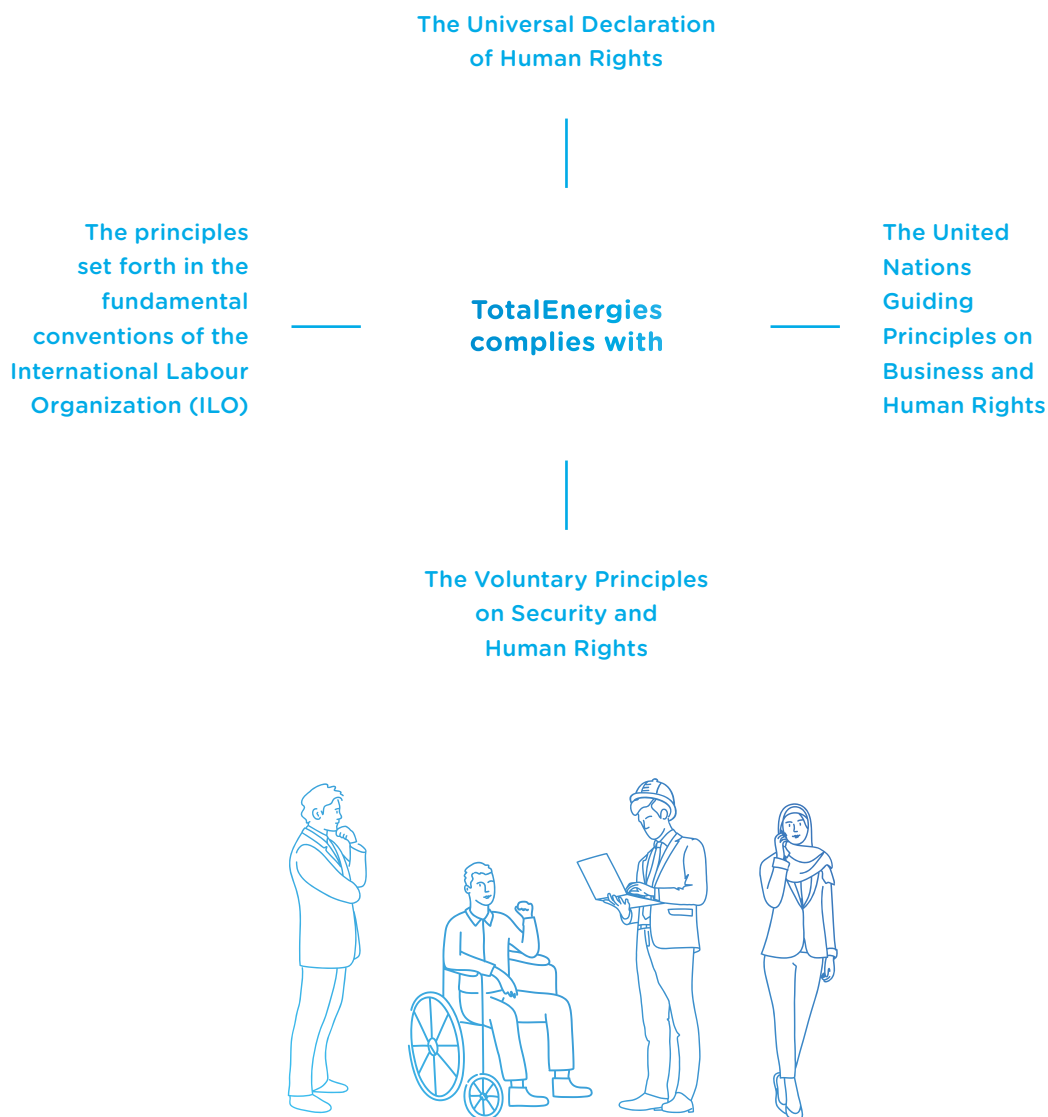 The Universal Declaration
of Human Rights
The principles
set forth in the
fundamental
conventions of the
International Labour
Organization (ILO)
TotalEnergies
complies with
The United
Nations
Guiding
Principles on
Business and
Human Rights
The Voluntary Principles
on Security and
Human Rights